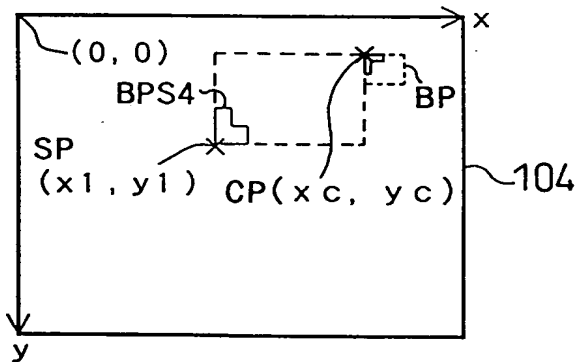 x
(0, 0)
BPS4
BP
SP
(x1, y1)
CP(xc, yc)
104
y